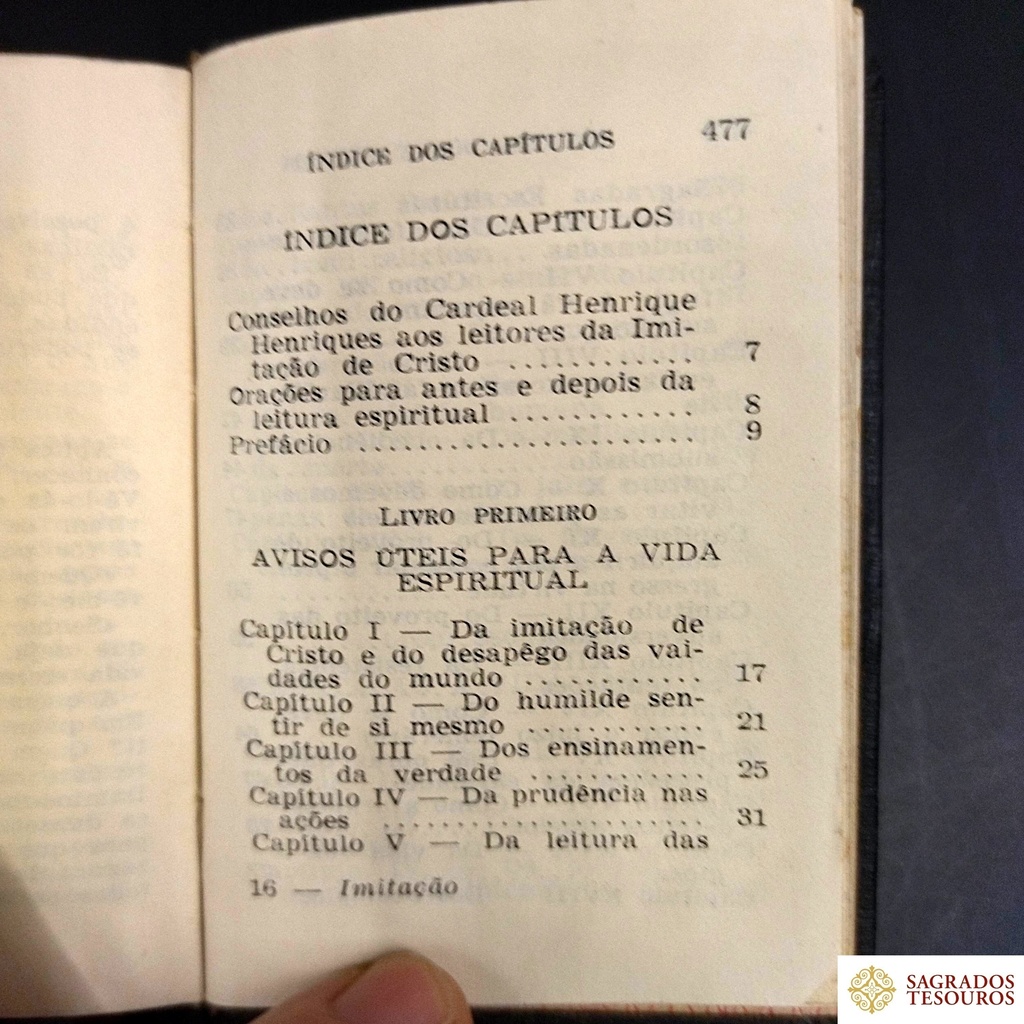 ÍNDICE DOS CAPÍTULOS 477
ÍNDICE DOS CAPÍTULOS
Conselhos do Cardeal Henrique
Henriques aos leitores da Imi-
tação de Cristo ........... 7
Orações para antes e depois da
leitura espiritual ............ 8
Prefácio .................... 9
LIVRO PRIMEIRO
AVISOS ÚTEIS PARA A VIDA
ESPIRITUAL
Capítulo I — Da imitação de
Cristo e do desapêgo das vai-
dades do mundo ............ 17
Capítulo II — Do humilde sen-
tir de si mesmo ............ 21
Capítulo III — Dos ensinamen-
tos da verdade ............ 25
Capítulo IV — Da prudência nas
ações ...................... 31
Capítulo V — Da leitura das
16 — Imitação
SAGRADOS
TESOUROS